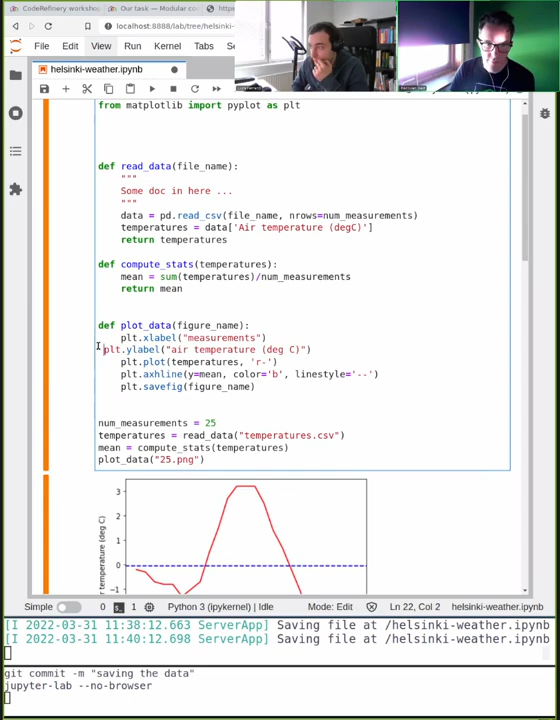 CodeRefinery worksho
Our task — Modular co
https:
localhost:8888/lab/tree/helsinki-
File Edit View Run Kernel Tabs
helsinki-weather.ipynb
from matplotlib import pyplot as plt
def read_data(file_name):
"""
Some doc in here ...
"""
data = pd.read_csv(file_name, nrows=num_measurements)
temperatures = data['Air temperature (degC)']
return temperatures
def compute_stats(temperatures):
mean = sum(temperatures)/num_measurements
return mean
def plot_data(figure_name):
plt.xlabel("measurements")
plt.ylabel("air temperature (deg C)")
plt.plot(temperatures, 'r-')
plt.axhline(y=mean, color='b', linestyle='--')
plt.savefig(figure_name)
num_measurements = 25
temperatures = read_data("temperatures.csv")
mean = compute_stats(temperatures)
plot_data("25.png")
3
2
1
0
−1
r temperature (deg C)
Simple 0 1 Python 3 (ipykernel) | Idle Mode: Edit Ln 22, Col 2 helsinki-weather.ipynb
[I 2022-03-31 11:38:12.663 ServerApp] Saving file at /helsinki-weather.ipynb
[I 2022-03-31 11:40:12.698 ServerApp] Saving file at /helsinki-weather.ipynb
git commit -m "saving the data"
jupyter-lab --no-browser